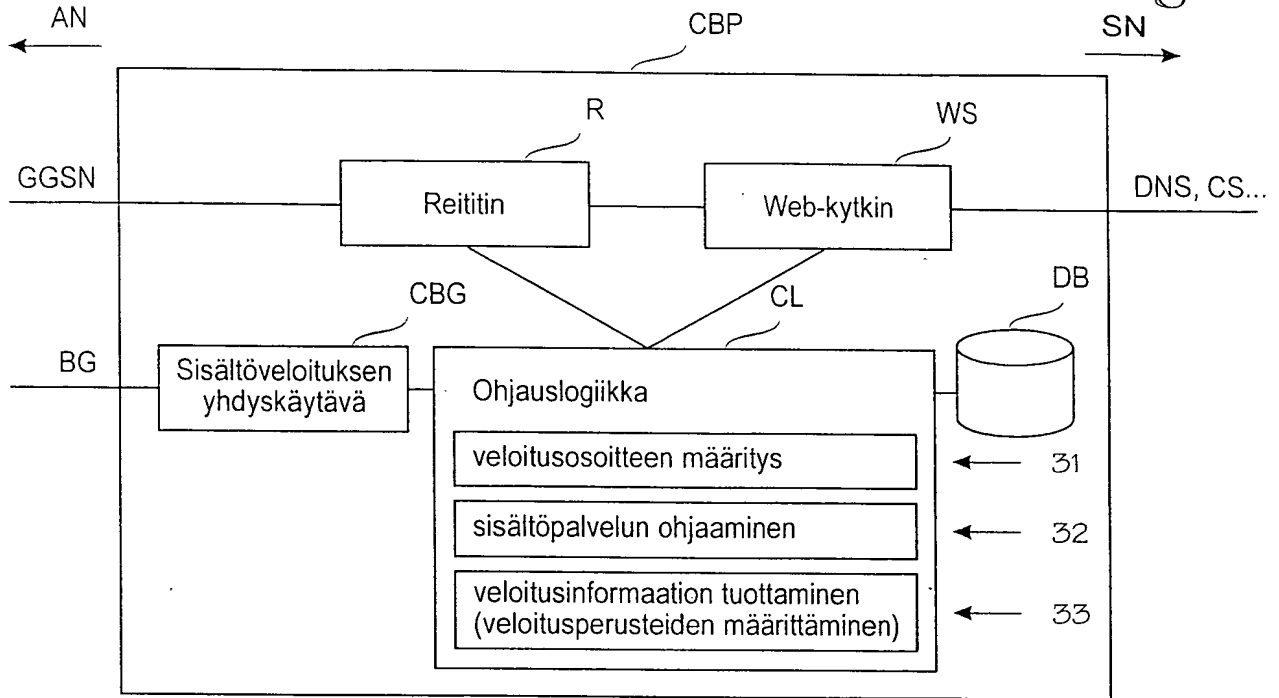 AN
CBP
SN
R
WS
GGSN
Reititin
Web-kytkin
DNS, CS...
CBG
CL
DB
BG
Sisältöveloituksen
yhdyskäytävä
Ohjauslogiikka
veloitusosoitteen määritys
31
sisältöpalvelun ohjaaminen
32
veloitusinformaation tuottaminen
(veloitusperusteiden määrittäminen)
33